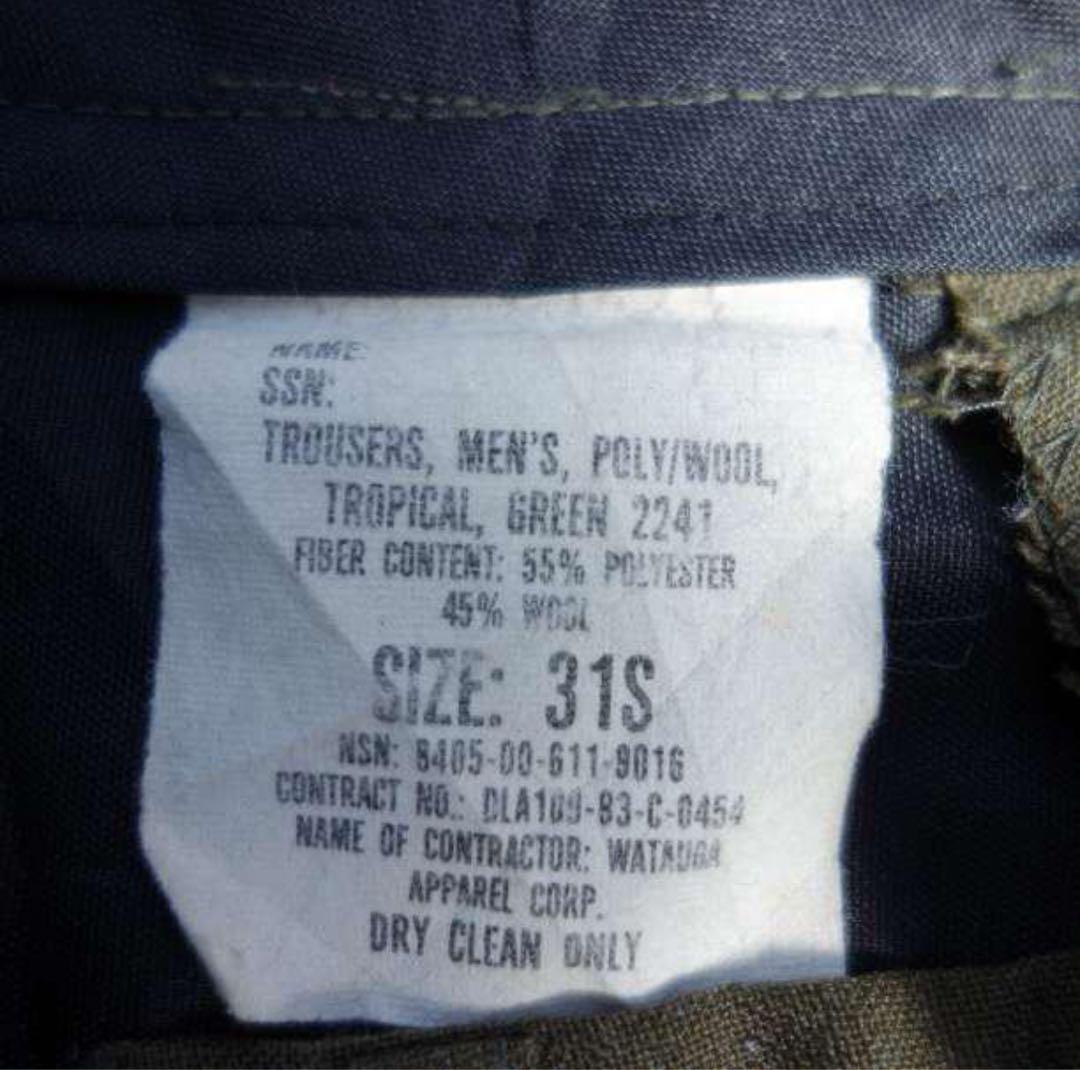 NAME:
SSN:
TROUSERS, MEN'S, POLY/WOOL,
TROPICAL, GREEN 2241
FIBER CONTENT: 55% POLYESTER
45% WOOL
SIZE: 31S
NSN: 8405-00-611-9016
CONTRACT NO.: DLA100-83-C-0454
NAME OF CONTRACTOR: WATAUGA
APPAREL CORP.
DRY CLEAN ONLY